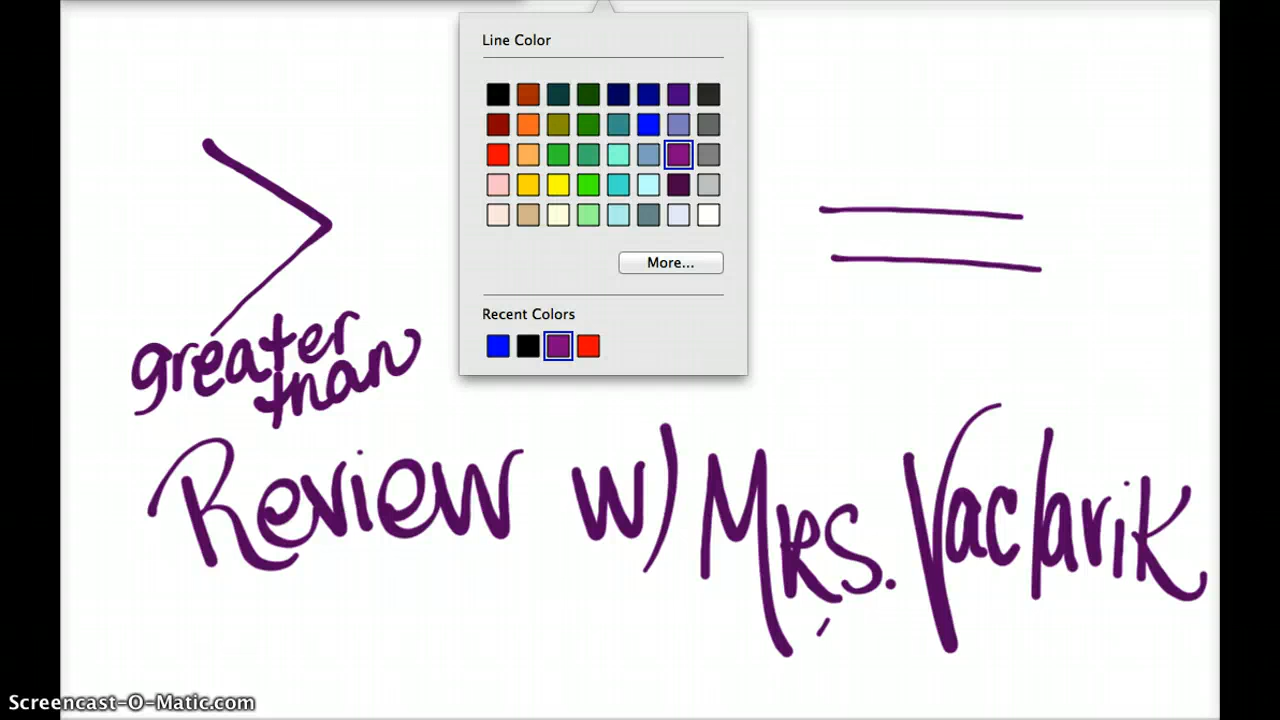 Line Color
> =
More...
Recent Colors
greater
than
Review w/ Mrs. Vaclarik
Screencast-O-Matic.com